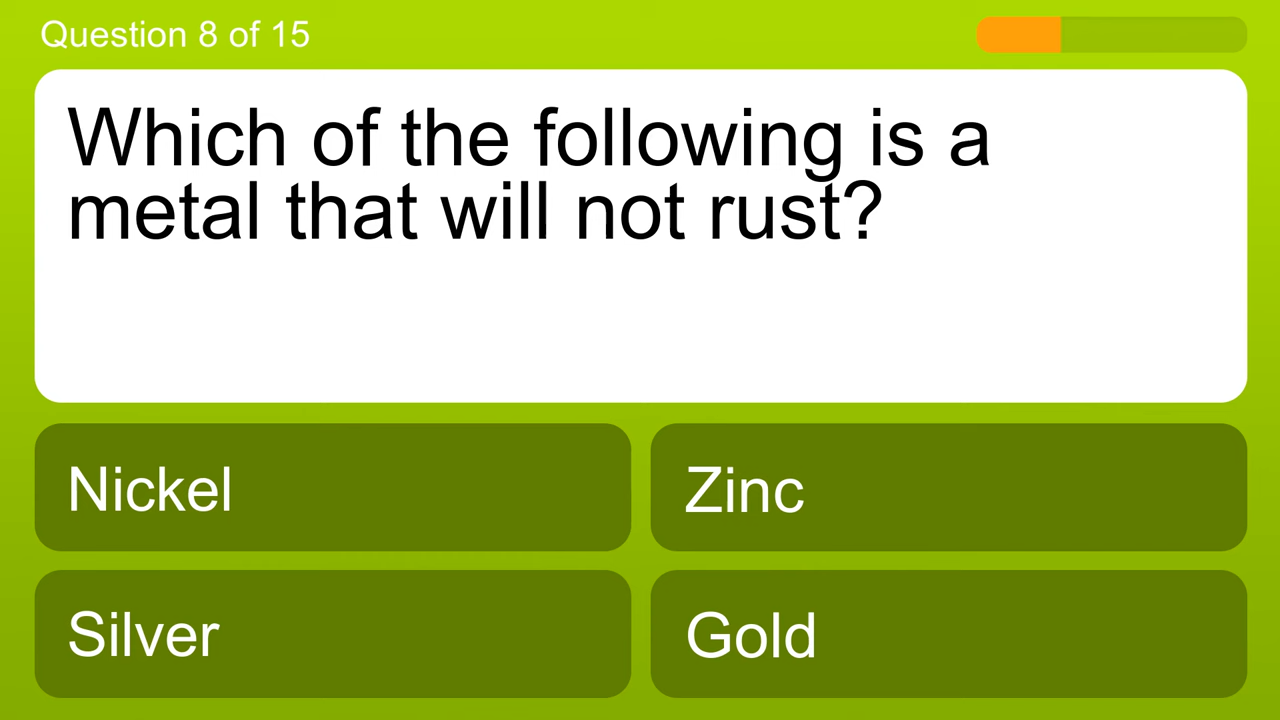 Question 8 of 15
Which of the following is a
metal that will not rust?
Nickel
Zinc
Silver
Gold